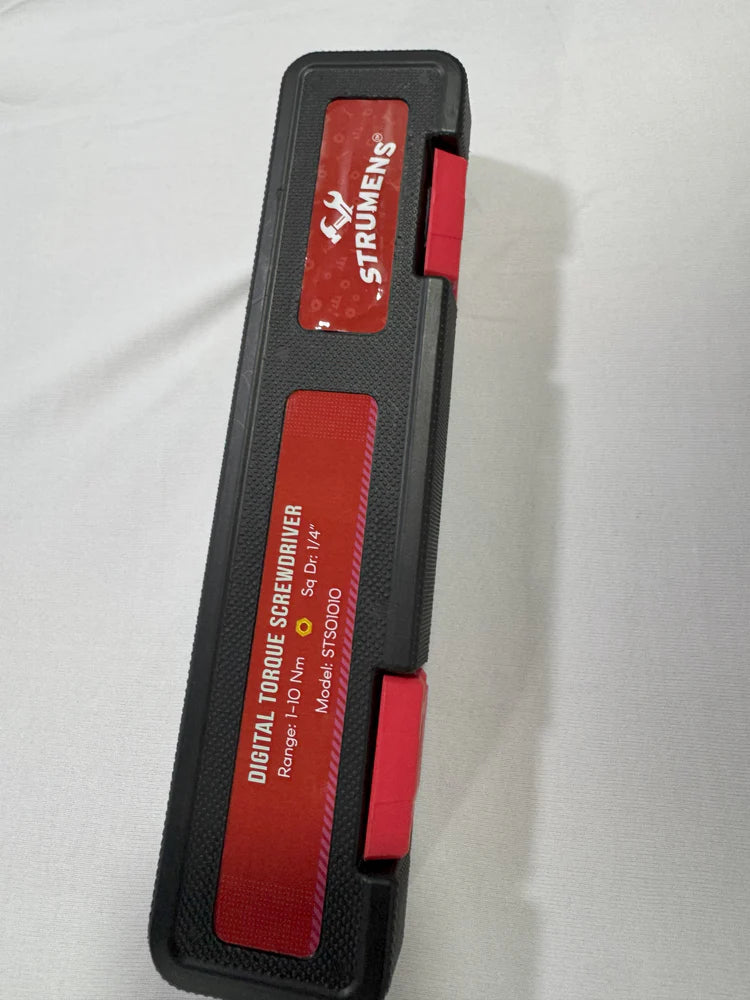 STRUMENS®
DIGITAL TORQUE SCREWDRIVER
Range: 1-10 Nm Sq Dr: 1/4"
Model: STS01010